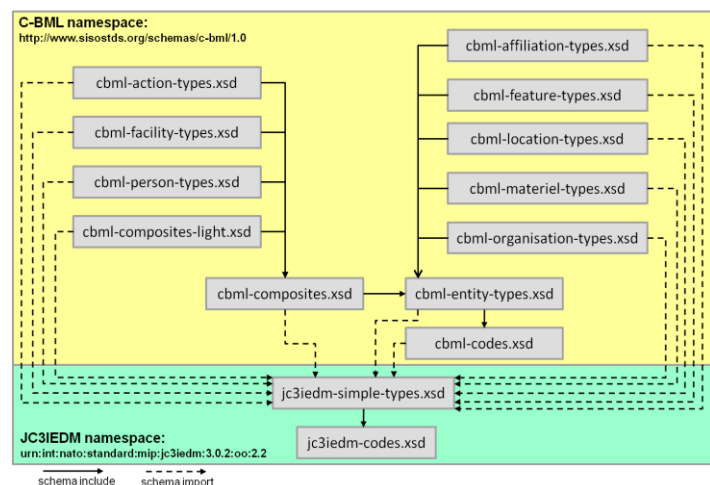 C-BML namespace:
http://www.sisostds.org/schemas/c-bml/1.0
cbml-affiliation-types.xsd
cbml-action-types.xsd
cbml-feature-types.xsd
cbml-facility-types.xsd
cbml-location-types.xsd
cbml-person-types.xsd
cbml-materiel-types.xsd
cbml-composites-light.xsd
cbml-organisation-types.xsd
cbml-composites.xsd
cbml-entity-types.xsd
cbml-codes.xsd
jc3iedm-simple-types.xsd
JC3IEDM namespace:
urn:int:nato:standard:mip:jc3iedm:3.0.2:oo:2.2
jc3iedm-codes.xsd
schema include
schema import